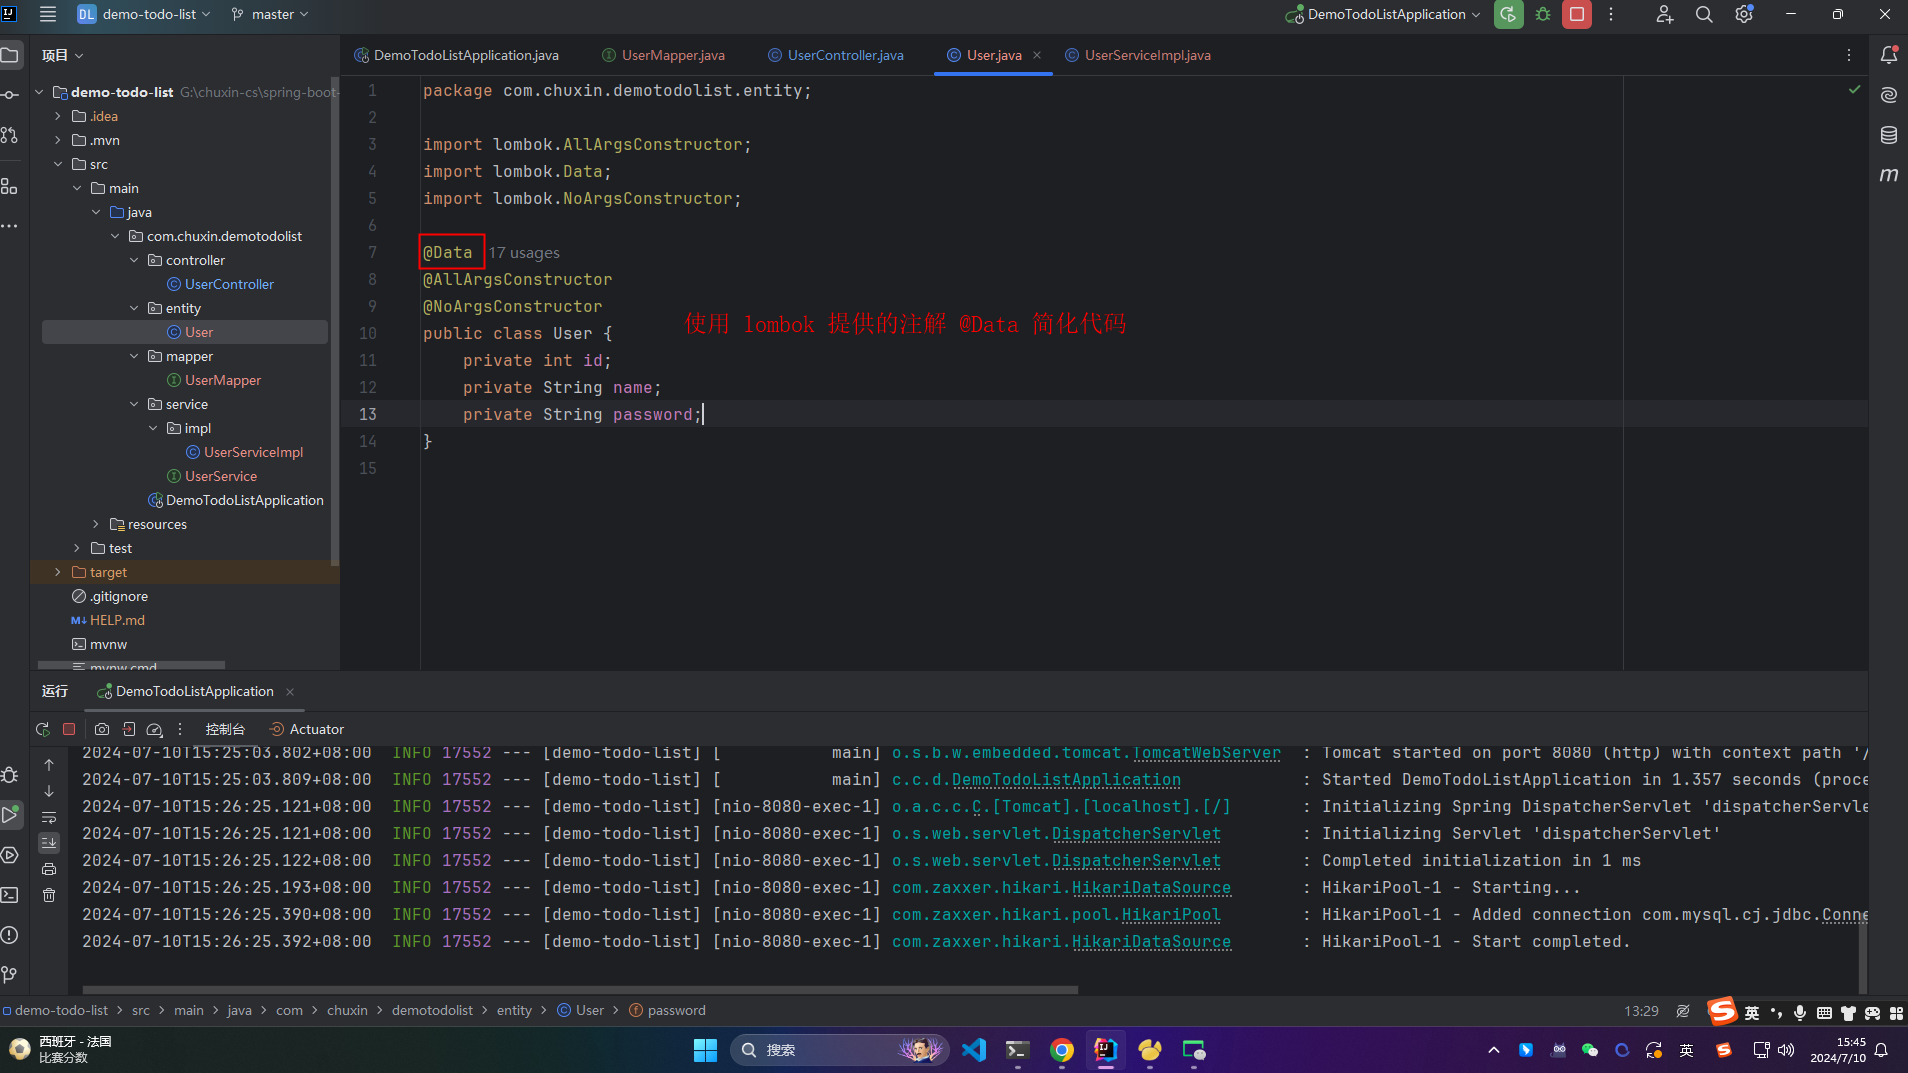 DL demo-todo-list master DemoTodoListApplication
项目
DemoTodoListApplication.java UserMapper.java UserController.java User.java UserServiceImpl.java
demo-todo-list G:\chuxin-cs\spring-boot-
.idea
.mvn
src
main
java
com.chuxin.demotodolist
controller
UserController
entity
User
mapper
UserMapper
service
impl
UserServiceImpl
UserService
DemoTodoListApplication
resources
test
target
.gitignore
HELP.md
mvnw
mvnw.cmd
1 package com.chuxin.demotodolist.entity;
2
3 import lombok.AllArgsConstructor;
4 import lombok.Data;
5 import lombok.NoArgsConstructor;
6
7 @Data 17 usages
8 @AllArgsConstructor
9 @NoArgsConstructor
使用 lombok 提供的注解 @Data 简化代码
10 public class User {
11 private int id;
12 private String name;
13 private String password;
14 }
15
运行 DemoTodoListApplication
控制台 Actuator
2024-07-10T15:25:03.802+08:00 INFO 17552 --- [demo-todo-list] [ main] o.s.b.w.embedded.tomcat.TomcatWebServer : Tomcat started on port 8080 (http) with context path '/
2024-07-10T15:25:03.809+08:00 INFO 17552 --- [demo-todo-list] [ main] c.c.d.DemoTodoListApplication : Started DemoTodoListApplication in 1.357 seconds (proce
2024-07-10T15:26:25.121+08:00 INFO 17552 --- [demo-todo-list] [nio-8080-exec-1] o.a.c.c.C.[Tomcat].[localhost].[/] : Initializing Spring DispatcherServlet 'dispatcherServle
2024-07-10T15:26:25.121+08:00 INFO 17552 --- [demo-todo-list] [nio-8080-exec-1] o.s.web.servlet.DispatcherServlet : Initializing Servlet 'dispatcherServlet'
2024-07-10T15:26:25.122+08:00 INFO 17552 --- [demo-todo-list] [nio-8080-exec-1] o.s.web.servlet.DispatcherServlet : Completed initialization in 1 ms
2024-07-10T15:26:25.193+08:00 INFO 17552 --- [demo-todo-list] [nio-8080-exec-1] com.zaxxer.hikari.HikariDataSource : HikariPool-1 - Starting...
2024-07-10T15:26:25.390+08:00 INFO 17552 --- [demo-todo-list] [nio-8080-exec-1] com.zaxxer.hikari.pool.HikariPool : HikariPool-1 - Added connection com.mysql.cj.jdbc.Conne
2024-07-10T15:26:25.392+08:00 INFO 17552 --- [demo-todo-list] [nio-8080-exec-1] com.zaxxer.hikari.HikariDataSource : HikariPool-1 - Start completed.
demo-todo-list > src > main > java > com > chuxin > demotodolist > entity > User > password 13:29 英
西班牙 - 法国
比赛分数
搜索
英
15:45
2024/7/10